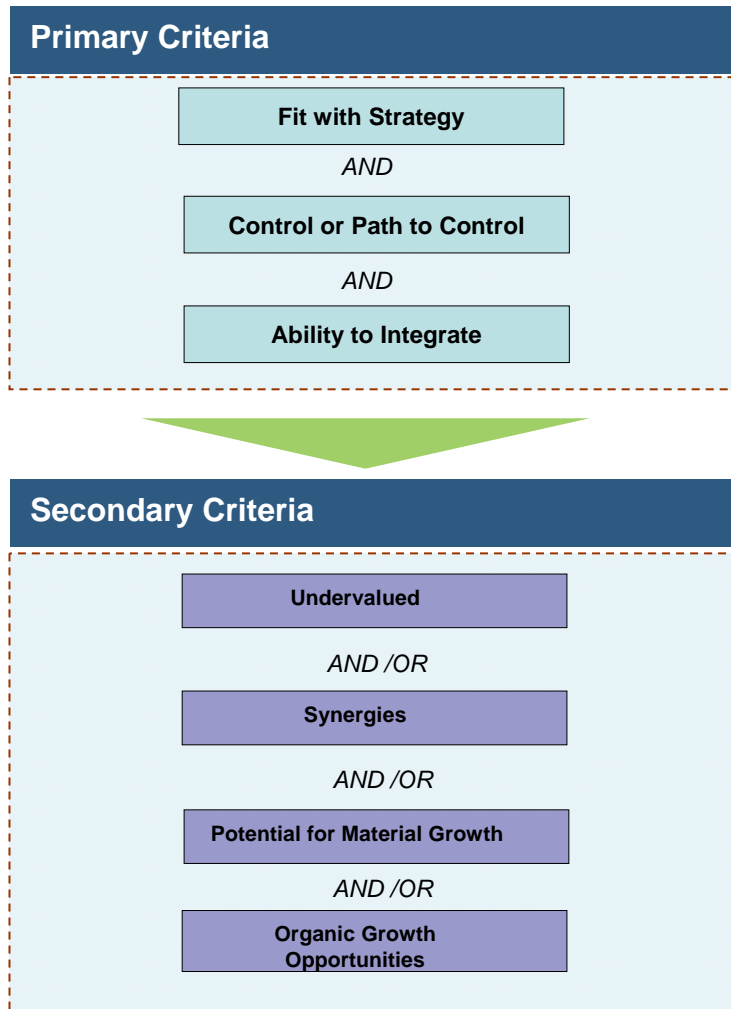 Primary Criteria
Fit with Strategy
AND
Control or Path to Control
AND
Ability to Integrate
Secondary Criteria
Undervalued
AND /OR
Synergies
AND /OR
Potential for Material Growth
AND /OR
Organic Growth
Opportunities